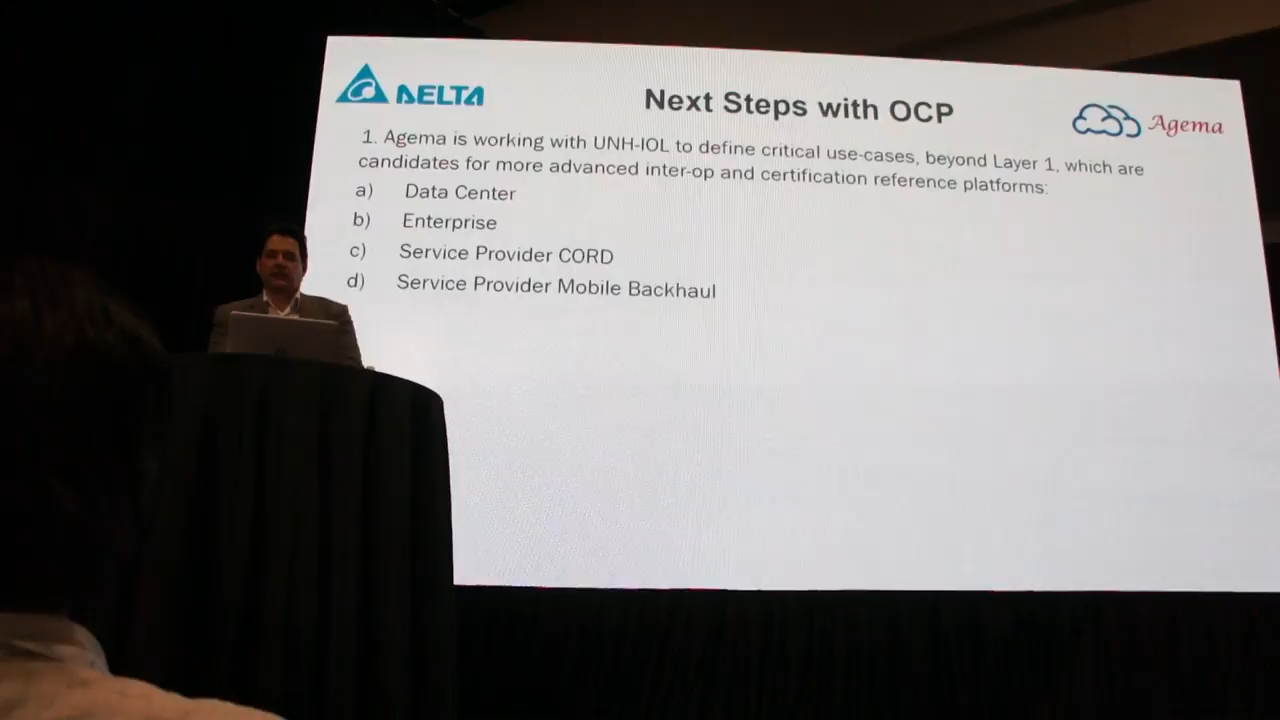 DELTA
Next Steps with OCP
Agema
1. Agema is working with UNH-IOL to define critical use-cases, beyond Layer 1, which are
candidates for more advanced inter-op and certification reference platforms:
a) Data Center
b) Enterprise
c) Service Provider CORD
d) Service Provider Mobile Backhaul